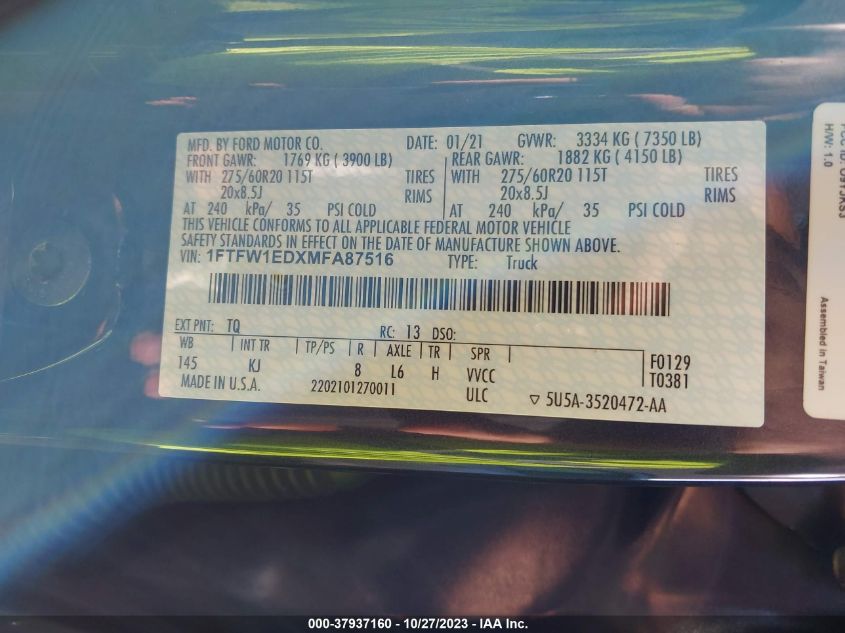 MFD. BY FORD MOTOR CO. DATE: 01/21 GVWR: 3334 KG ( 7350 LB)
FRONT GAWR: 1769 KG ( 3900 LB) REAR GAWR: 1882 KG ( 4150 LB)
WITH 275/60R20 115T TIRES WITH 275/60R20 115T TIRES
20x8.5J RIMS 20x8.5J RIMS
AT 240 kPa/ 35 PSI COLD AT 240 kPa/ 35 PSI COLD
THIS VEHICLE CONFORMS TO ALL APPLICABLE FEDERAL MOTOR VEHICLE
SAFETY STANDARDS IN EFFECT ON THE DATE OF MANUFACTURE SHOWN ABOVE.
VIN: 1FTFW1EDXMFA87516 TYPE: Truck
EXT PNT: TQ RC: 13 DSO:
WB INT TR TP/PS R AXLE TR SPR F0129
145 KJ 8 L6 H VVCC T0381
MADE IN U.S.A. 2202101270011 ULC ▽ 5U5A-3520472-AA
H/W: 1.0
Assembled in Taiwan
000-37937160 - 10/27/2023 - IAA Inc.